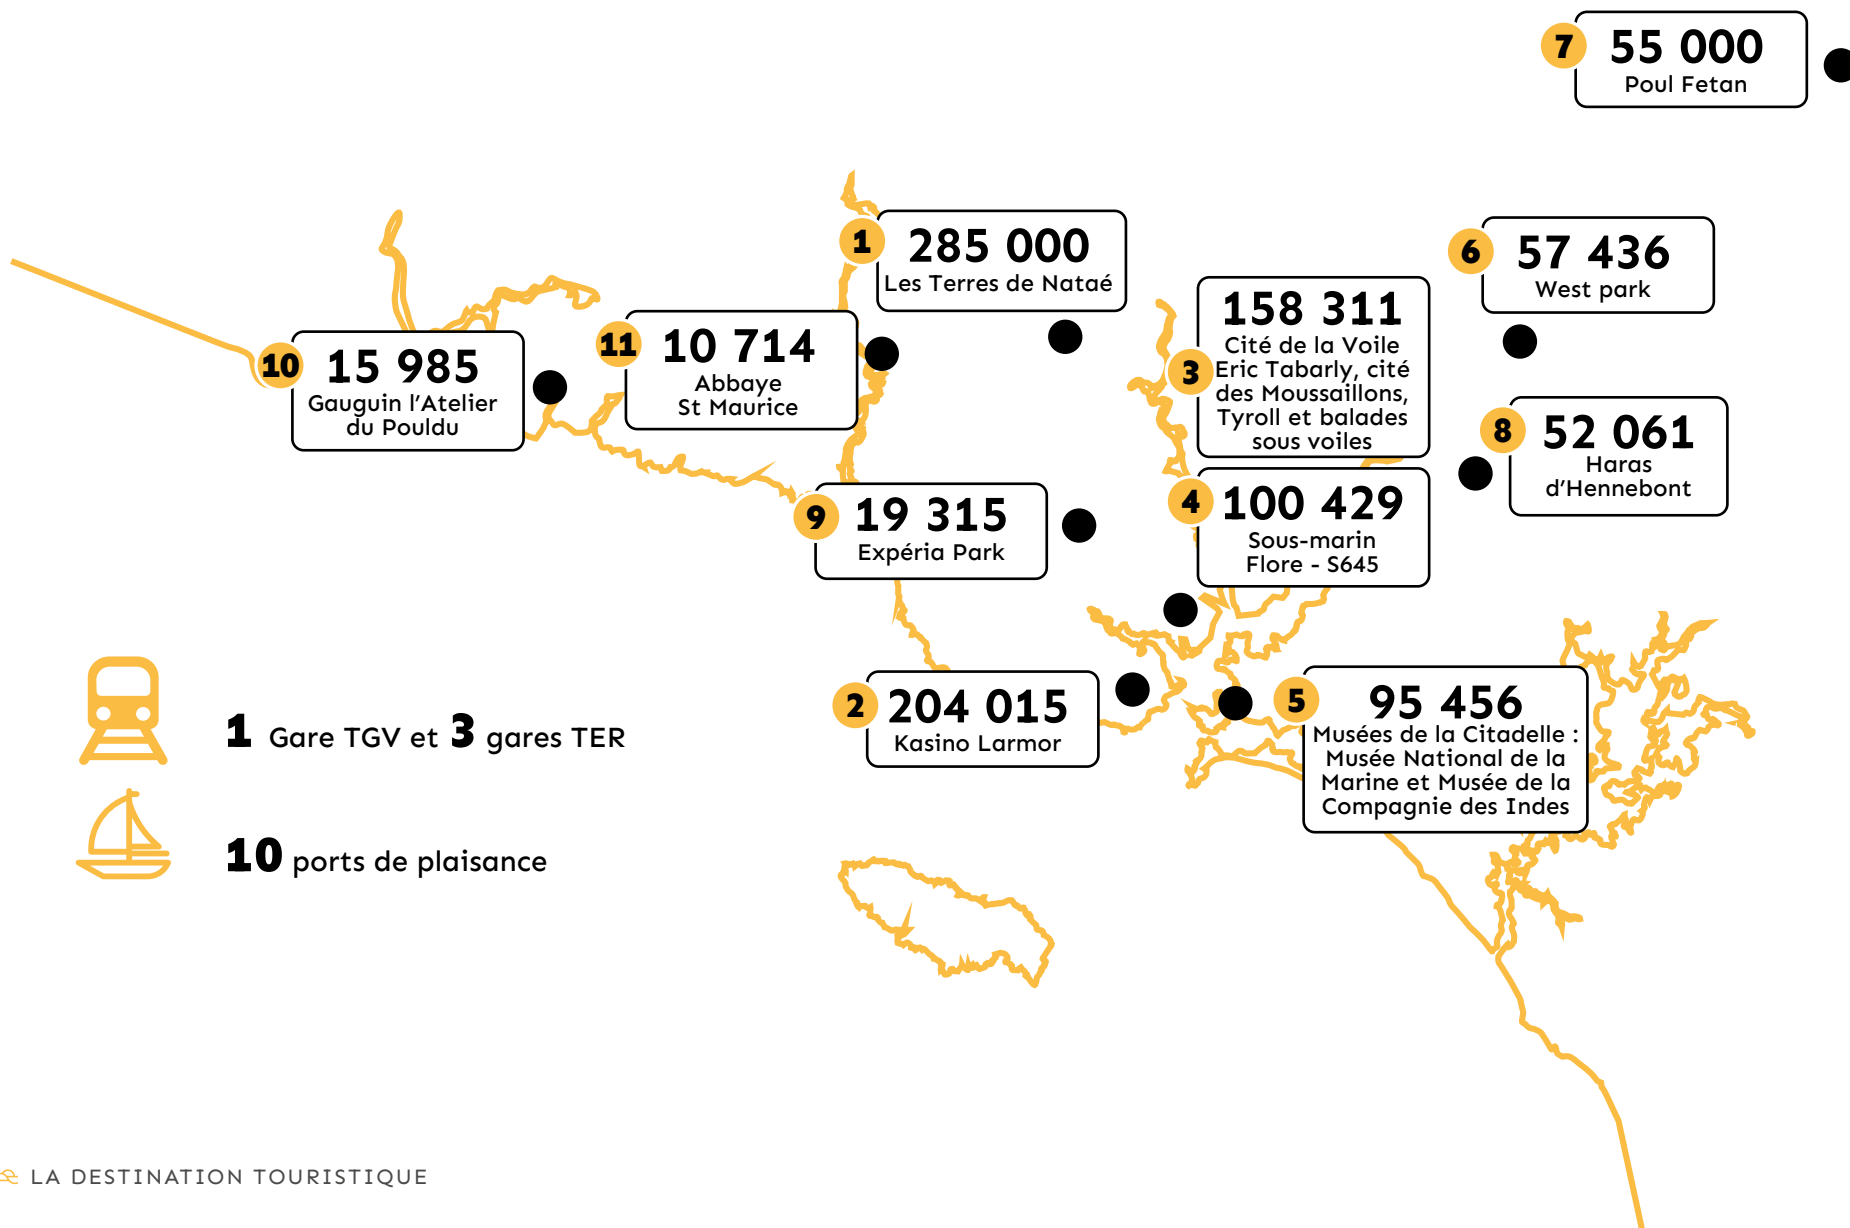 7
55 000
Poul Fetan
1
285 000
Les Terres de Nataé
6
57 436
West park
3
158 311
Cité de la Voile
Eric Tabarly, cité
des Moussaillons,
Tyroll et balades
sous voiles
11
10 714
Abbaye
St Maurice
10
15 985
Gauguin l’Atelier
du Pouldu
8
52 061
Haras
d’Hennebont
4
100 429
Sous-marin
Flore - S645
9
19 315
Expéria Park
2
204 015
Kasino Larmor
5
95 456
Musées de la Citadelle :
Musée National de la
Marine et Musée de la
Compagnie des Indes
1 Gare TGV et 3 gares TER
10 ports de plaisance
LA DESTINATION TOURISTIQUE